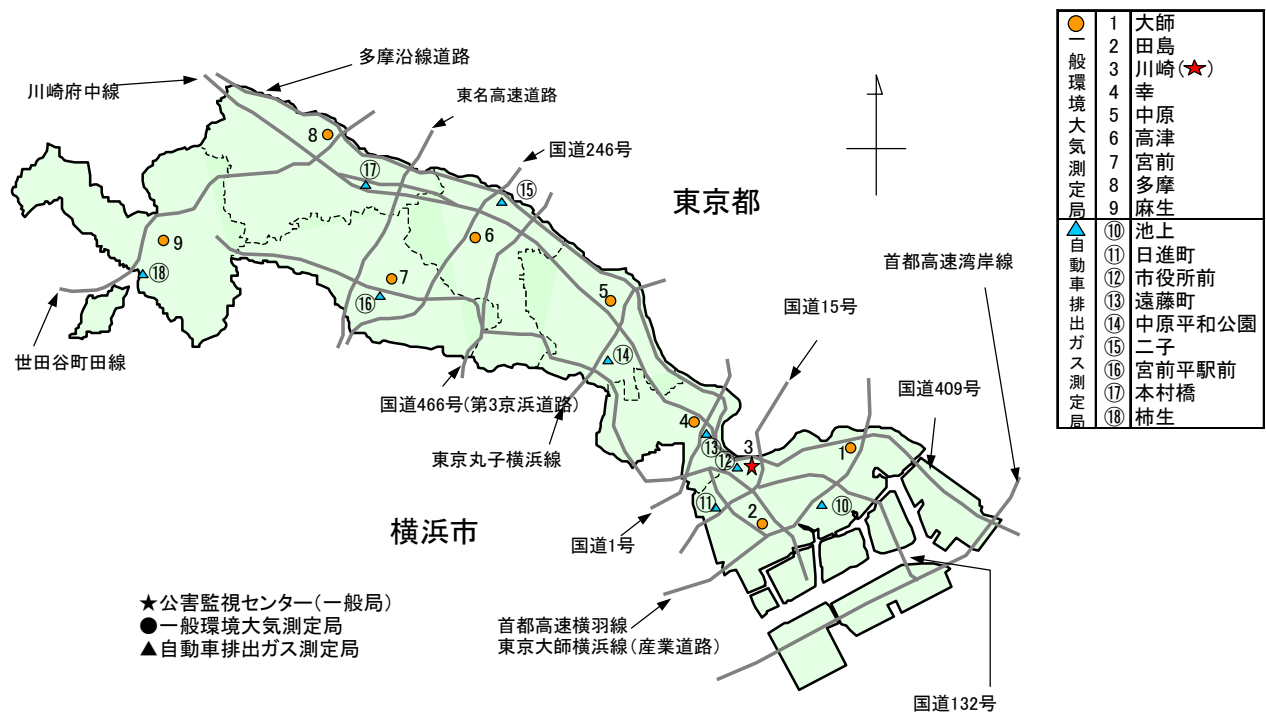 多摩沿線道路
川崎府中線
東名高速道路
国道246号
東京都
首都高速湾岸線
国道15号
国道409号
世田谷町田線
国道466号(第3京浜道路)
東京丸子横浜線
横浜市
国道1号
首都高速横羽線
東京大師横浜線(産業道路)
国道132号
8
⑰
⑮
9
6
⑱
7
⑯
5
⑭
4
⑬
3
⑫
1
⑪
2
⑩
★公害監視センター(一般局)
●一般環境大気測定局
▲自動車排出ガス測定局
一般環境大気測定局
1 大師
2 田島
3 川崎(★)
4 幸
5 中原
6 高津
7 宮前
8 多摩
9 麻生
自動車排出ガス測定局
⑩ 池上
⑪ 日進町
⑫ 市役所前
⑬ 遠藤町
⑭ 中原平和公園
⑮ 二子
⑯ 宮前平駅前
⑰ 本村橋
⑱ 柿生